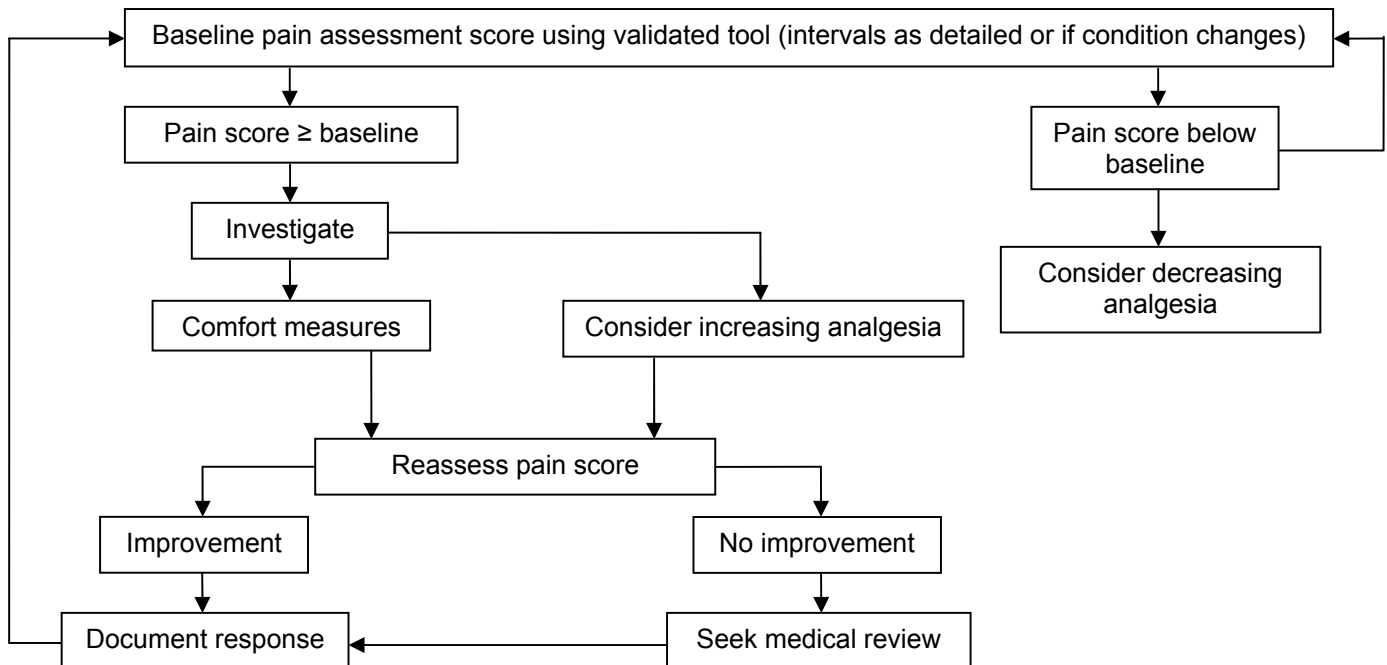 Baseline pain assessment score using validated tool (intervals as detailed or if condition changes)
Pain score ≥ baseline
Pain score below
baseline
Investigate
Consider decreasing
analgesia
Comfort measures
Consider increasing analgesia
Reassess pain score
Improvement
No improvement
Document response
Seek medical review